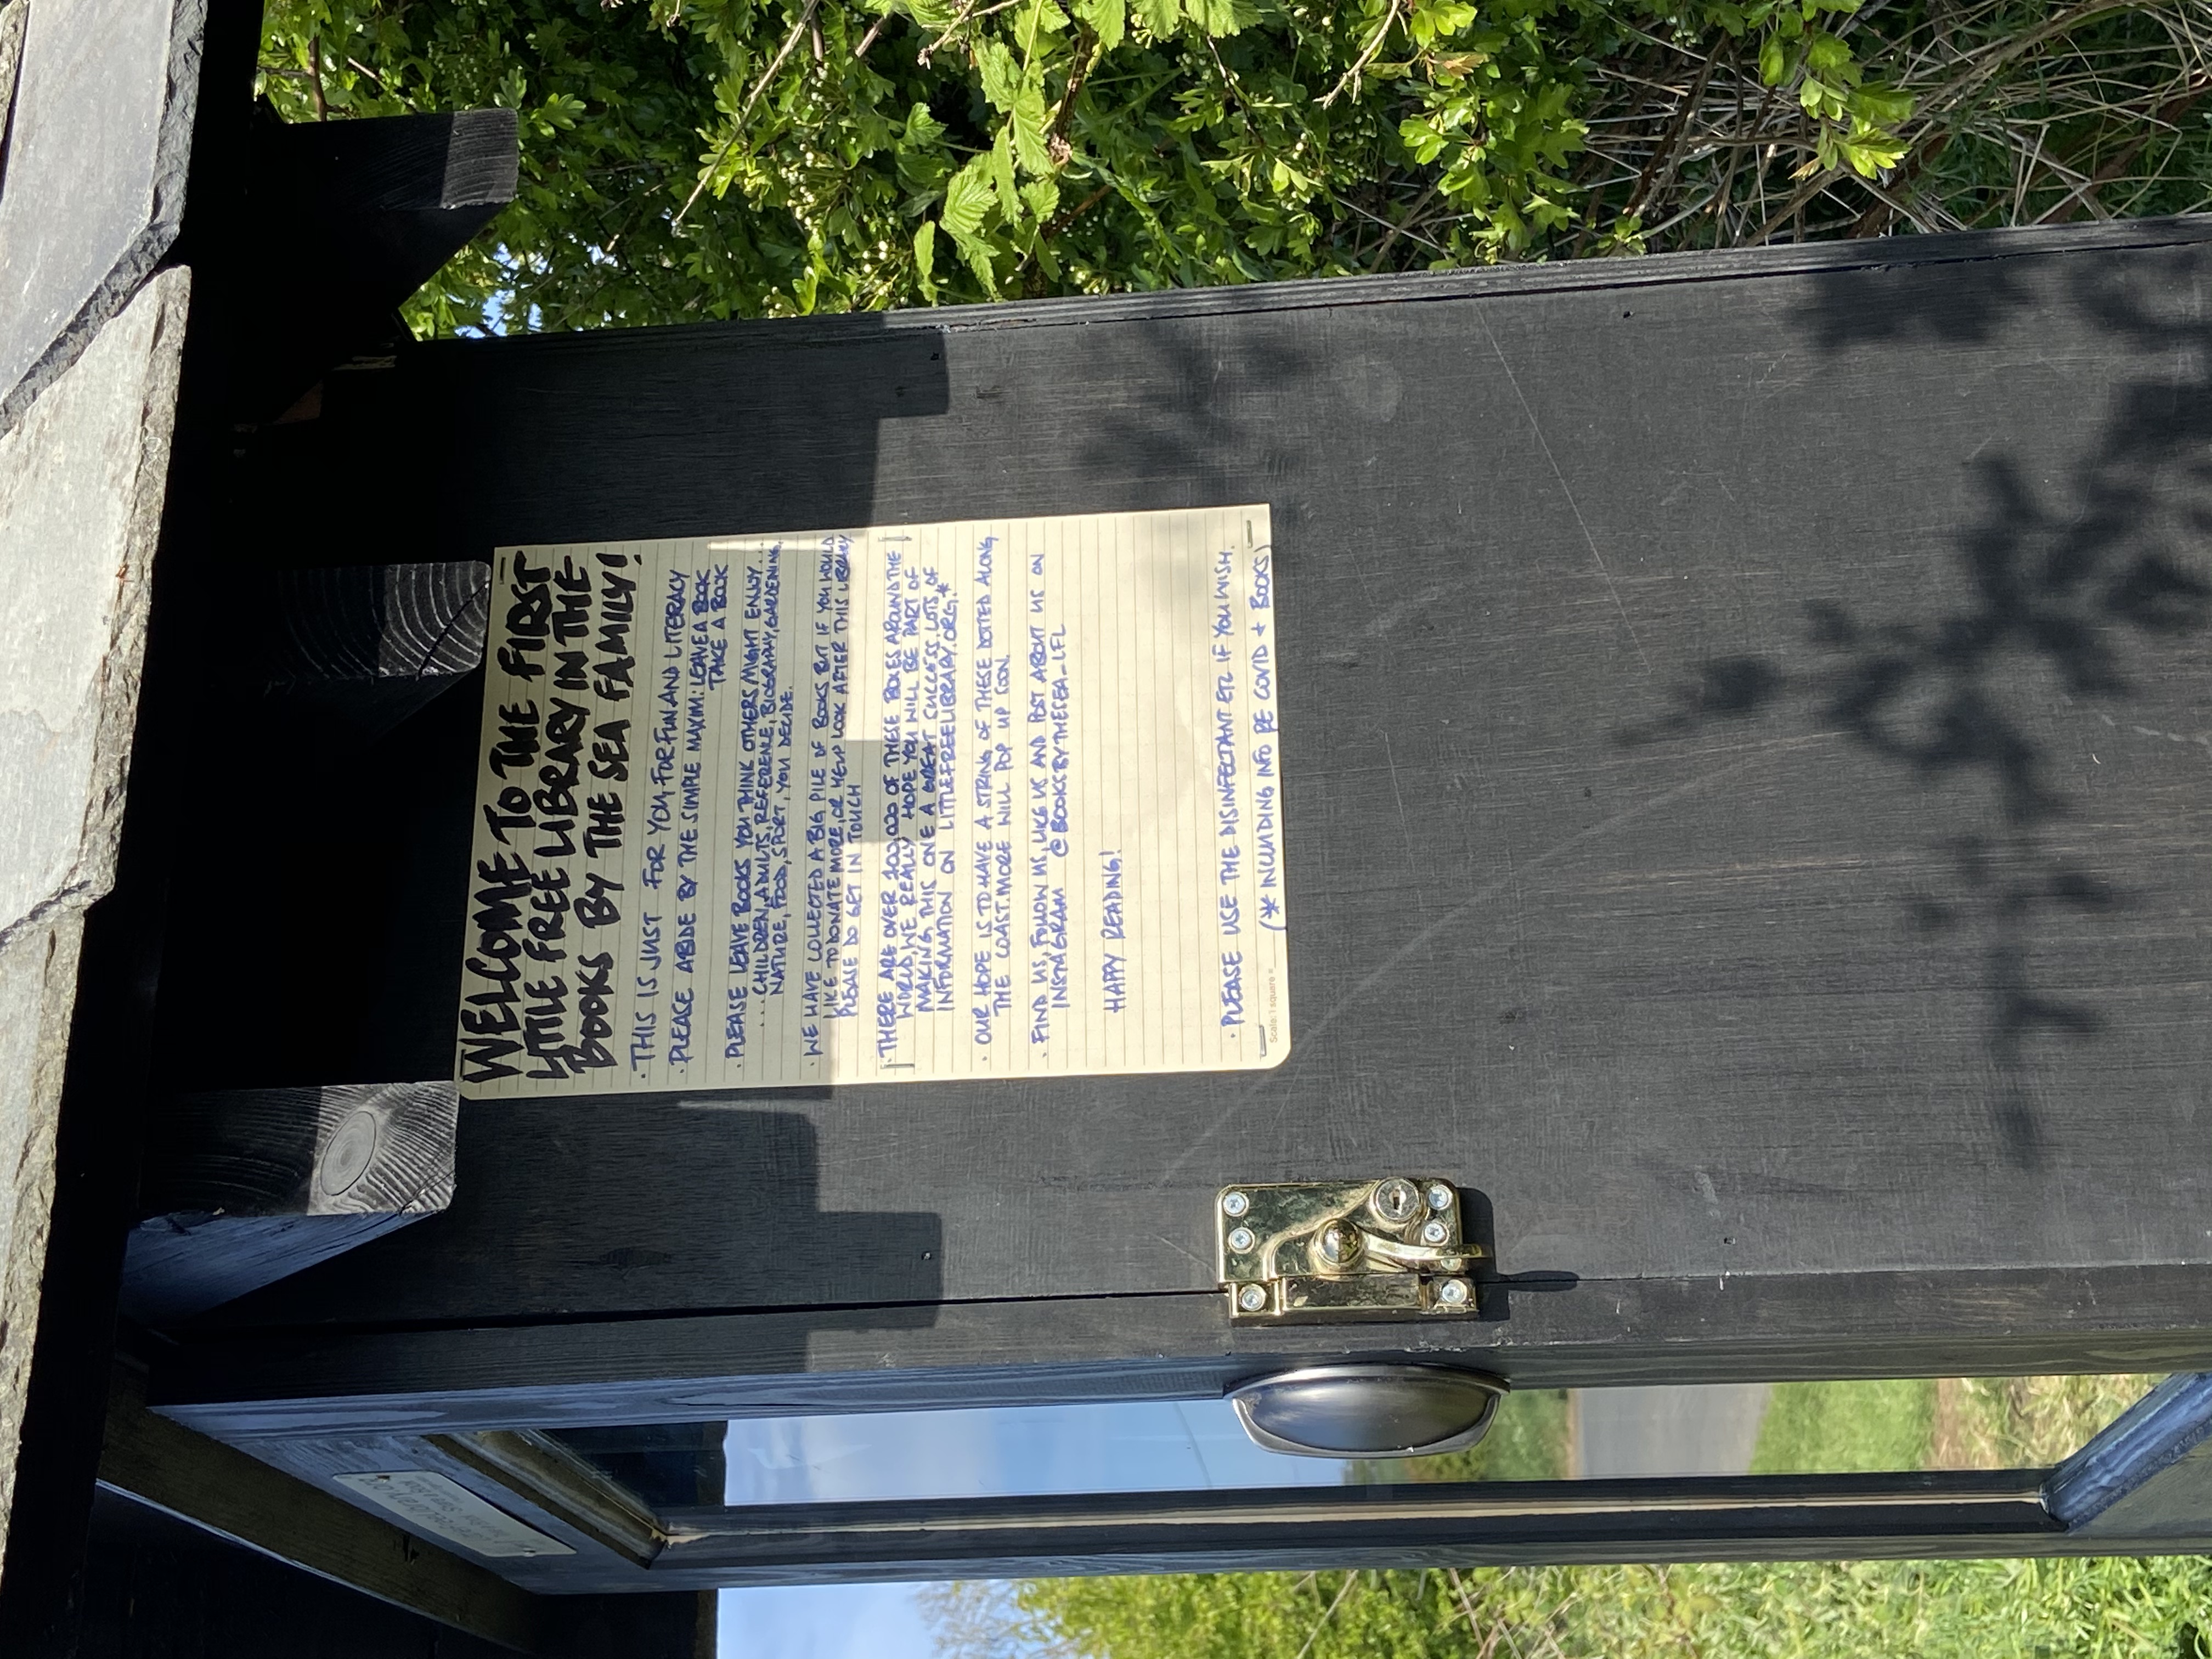 WELCOME TO THE FIRST
LITTLE FREE LIBRARY IN THE
BOOKS BY THE SEA FAMILY!
· THIS IS JUST FOR YOU, FOR FUN AND LITERACY
· PLEASE ABIDE BY THE SIMPLE MAXIM: LEAVE A BOOK
TAKE A BOOK
· PLEASE LEAVE BOOKS YOU THINK OTHERS MIGHT ENJOY...
... CHILDREN, ADULTS, REFERENCE, BIOGRAPHY, GARDENING,
NATURE, FOOD, SPORT, YOU DECIDE.
· WE HAVE COLLECTED A BIG PILE OF BOOKS BUT IF YOU WOULD
LIKE TO DONATE MORE, OR HELP LOOK AFTER THIS LIBRARY
PLEASE DO GET IN TOUCH
· THERE ARE OVER 100,000 OF THESE BOXES AROUND THE
WORLD, WE REALLY HOPE YOU WILL BE PART OF
MAKING THIS ONE A GREAT SUCCESS. LOTS OF
INFORMATION ON LITTLEFREELIBRARY.ORG.*
· OUR HOPE IS TO HAVE A STRING OF THESE DOTTED ALONG
THE COAST. MORE WILL POP UP SOON.
· FIND US, FOLLOW US, LIKE US AND POST ABOUT US ON
INSTAGRAM @BOOKSBYTHESEA_LFL
HAPPY READING!
· PLEASE USE THE DISINFECTANT ETC IF YOU WISH.
(* INCLUDING INFO RE COVID & BOOKS)
Scale: 1 square =